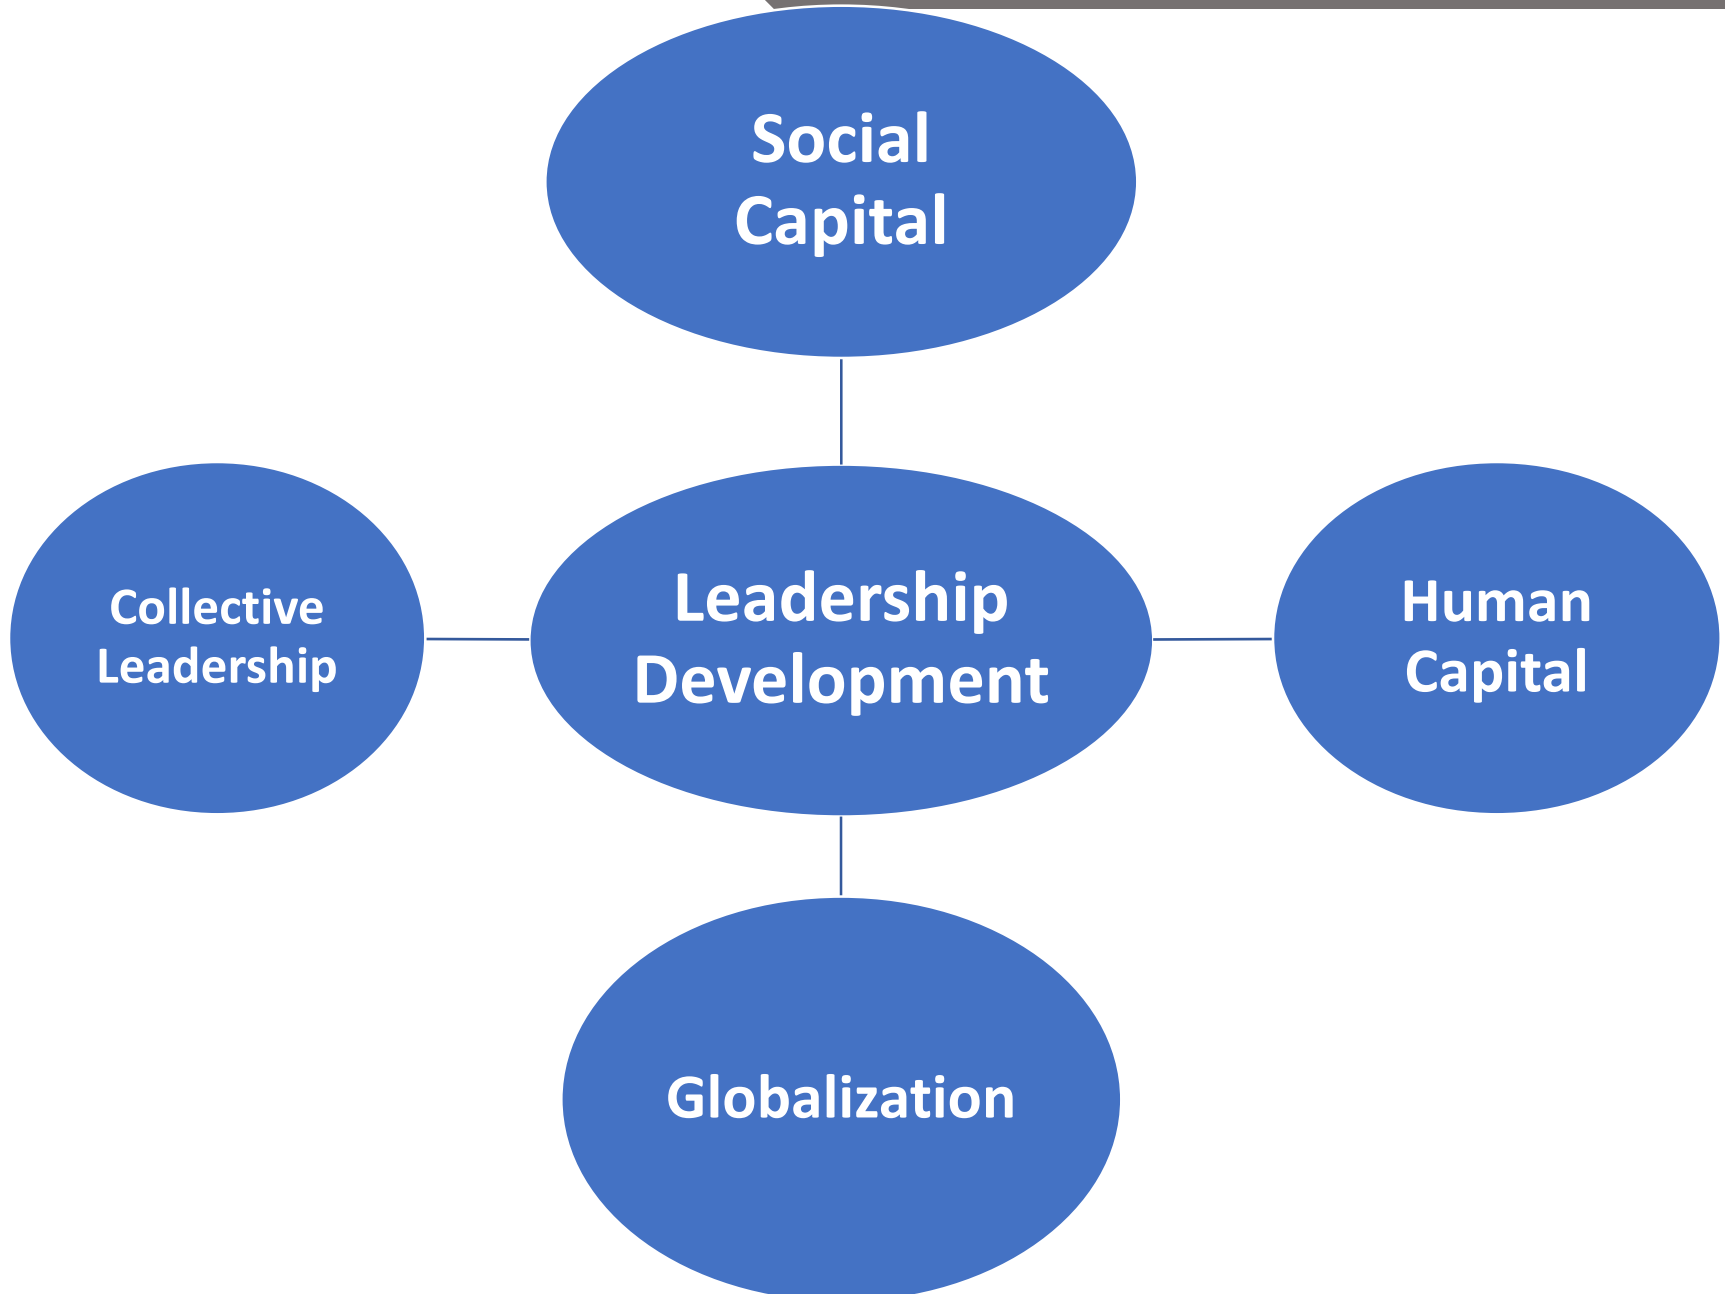 Social
Capital
Collective
Leadership
Leadership
Development
Human
Capital
Globalization